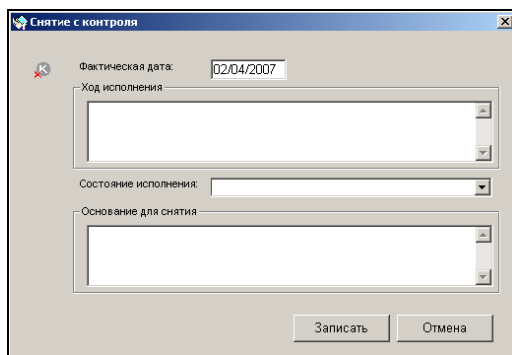 Снятие с контроля
Фактическая дата: 02/04/2007
Ход исполнения
Состояние исполнения:
Основание для снятия
Записать Отмена